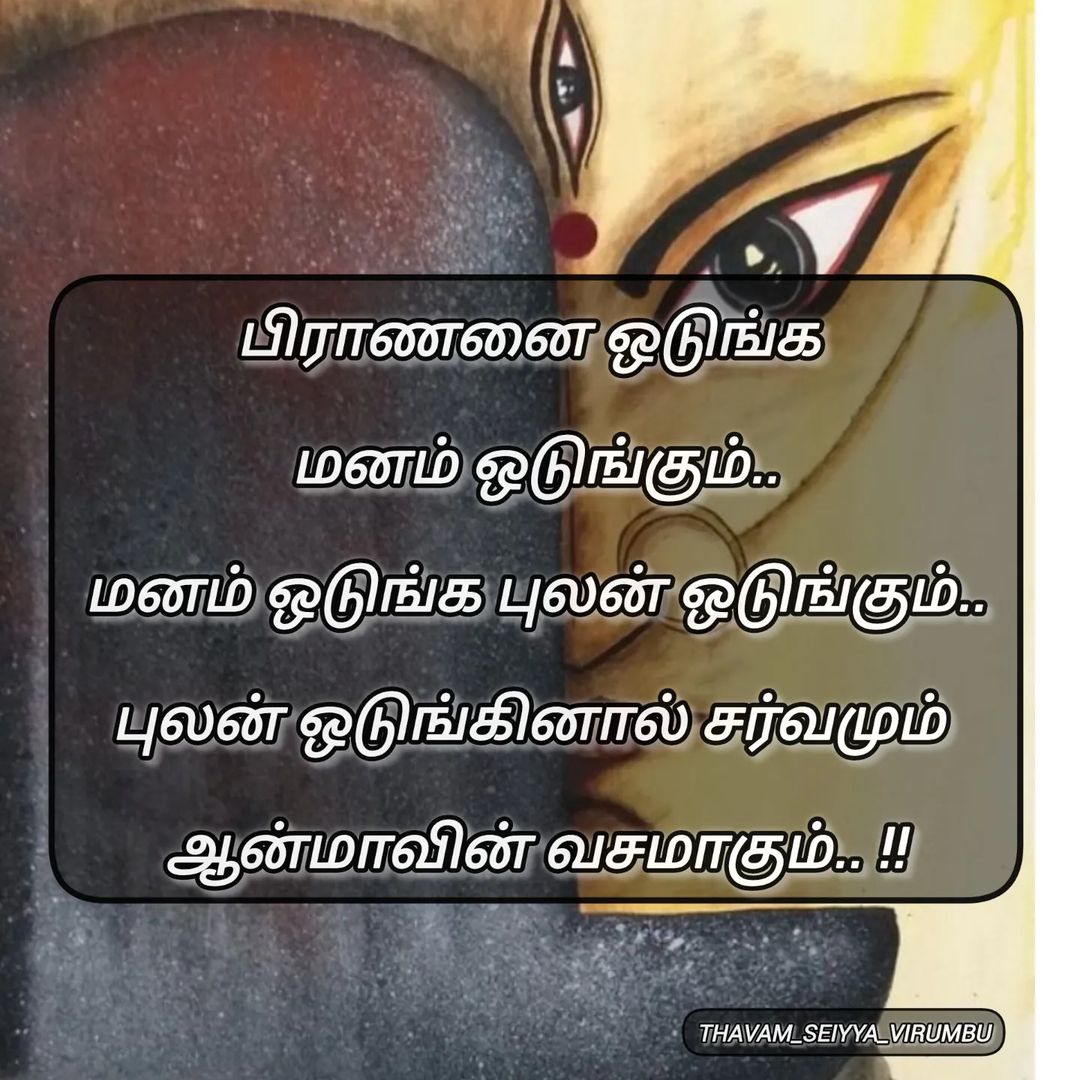 பிராணனை ஒடுங்க
மனம் ஒடுங்கும்..
மனம் ஒடுங்க புலன் ஒடுங்கும்..
புலன் ஒடுங்கினால் சர்வமும்
ஆன்மாவின் வசமாகும்.. !!
THAVAM_SEIYYA_VIRUMBU